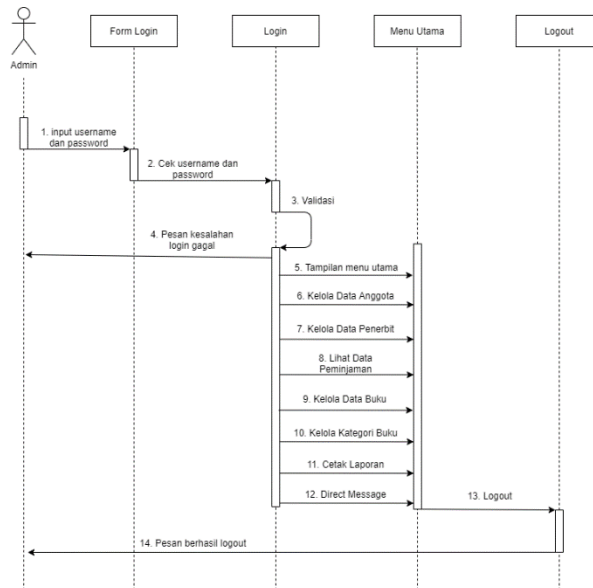 Form Login
Login
Menu Utama
Logout
Admin
1. input username
dan password
2. Cek username dan
password
3. Validasi
4. Pesan kesalahan
login gagal
5. Tampilan menu utama
6. Kelola Data Anggota
7. Kelola Data Penerbit
8. Lihat Data
Peminjaman
9. Kelola Data Buku
10. Kelola Kategori Buku
11. Cetak Laporan
12. Direct Message
13. Logout
14. Pesan berhasil logout